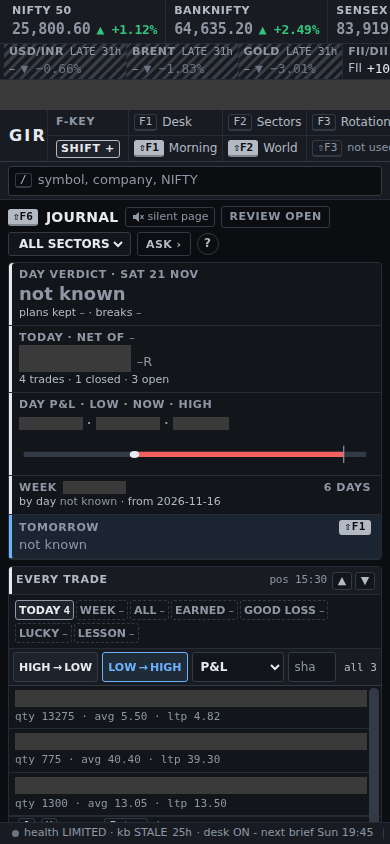 NIFTY 50 BANKNIFTY SENSEX
25,800.60 ▲ +1.12% 64,635.20 ▲ +2.49% 83,919
USD/INR LATE 31h BRENT LATE 31h GOLD LATE 31h FII/DII
– ▼ −0.66% – ▼ −1.83% – ▼ −3.01% FII +10
GIR F-KEY F1 Desk F2 Sectors F3 Rotation
SHIFT + ⇧F1 Morning ⇧F2 World ⇧F3 not used
/ symbol, company, NIFTY
⇧F6 JOURNAL silent page REVIEW OPEN
ALL SECTORS ASK › ?
DAY VERDICT · SAT 21 NOV
not known
plans kept – · breaks –
TODAY · NET OF –
–R
4 trades · 1 closed · 3 open
DAY P&L · LOW · NOW · HIGH
· ·
WEEK 6 DAYS
by day not known · from 2026-11-16
TOMORROW ⇧F1
not known
EVERY TRADE pos 15:30 ▲ ▼
TODAY 4 WEEK – ALL – EARNED – GOOD LOSS –
LUCKY – LESSON –
HIGH→LOW LOW→HIGH P&L sha all 3
qty 13275 · avg 5.50 · ltp 4.82
qty 775 · avg 40.40 · ltp 39.30
qty 1300 · avg 13.05 · ltp 13.50
health LIMITED · kb STALE 25h · desk ON - next brief Sun 19:45